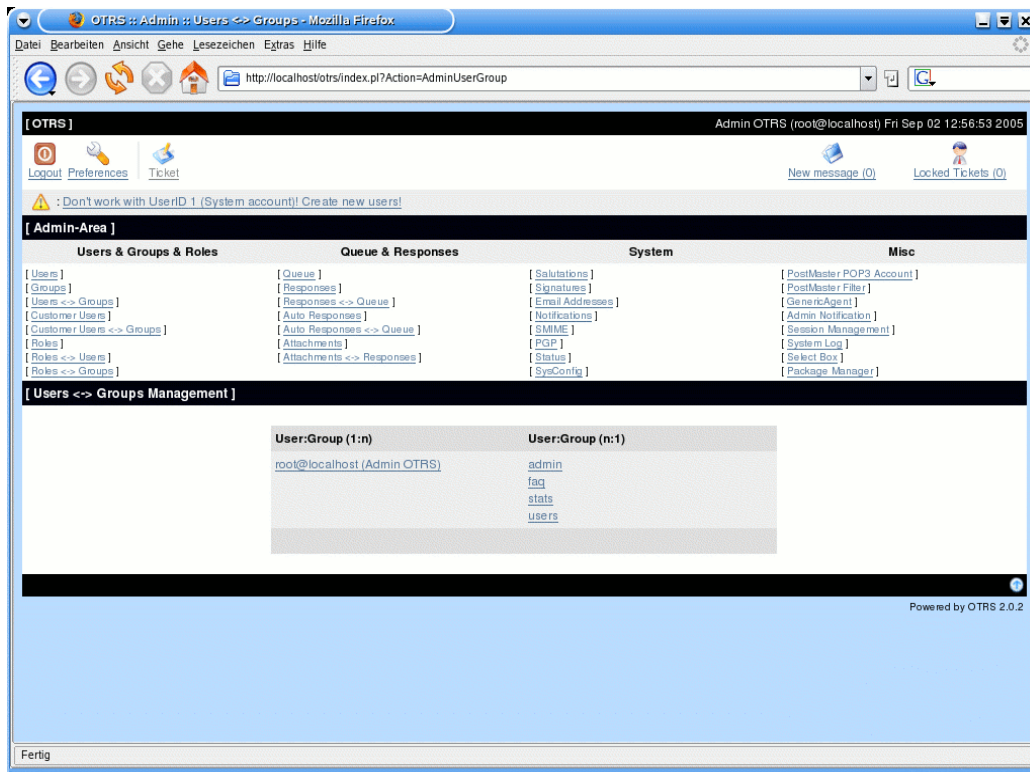 OTRS :: Admin :: Users <-> Groups - Mozilla Firefox
Datei Bearbeiten Ansicht Gehe Lesezeichen Extras Hilfe
http://localhost/otrs/index.pl?Action=AdminUserGroup
[ OTRS ] Admin OTRS (root@localhost) Fri Sep 02 12:56:53 2005
Logout Preferences Ticket New message (0) Locked Tickets (0)
: Don't work with UserID 1 (System account)! Create new users!
[ Admin-Area ]
Users & Groups & Roles Queue & Responses System Misc
[ Users ] [ Queue ] [ Salutations ] [ PostMaster POP3 Account ]
[ Groups ] [ Responses ] [ Signatures ] [ PostMaster Filter ]
[ Users <-> Groups ] [ Responses <-> Queue ] [ Email Addresses ] [ GenericAgent ]
[ Customer Users ] [ Auto Responses ] [ Notifications ] [ Admin Notification ]
[ Customer Users <-> Groups ] [ Auto Responses <-> Queue ] [ SMIME ] [ Session Management ]
[ Roles ] [ Attachments ] [ PGP ] [ System Log ]
[ Roles <-> Users ] [ Attachments <-> Responses ] [ Status ] [ Select Box ]
[ Roles <-> Groups ] [ SysConfig ] [ Package Manager ]
[ Users <-> Groups Management ]
User:Group (1:n) User:Group (n:1)
root@localhost (Admin OTRS) admin
faq
stats
users
Powered by OTRS 2.0.2
Fertig